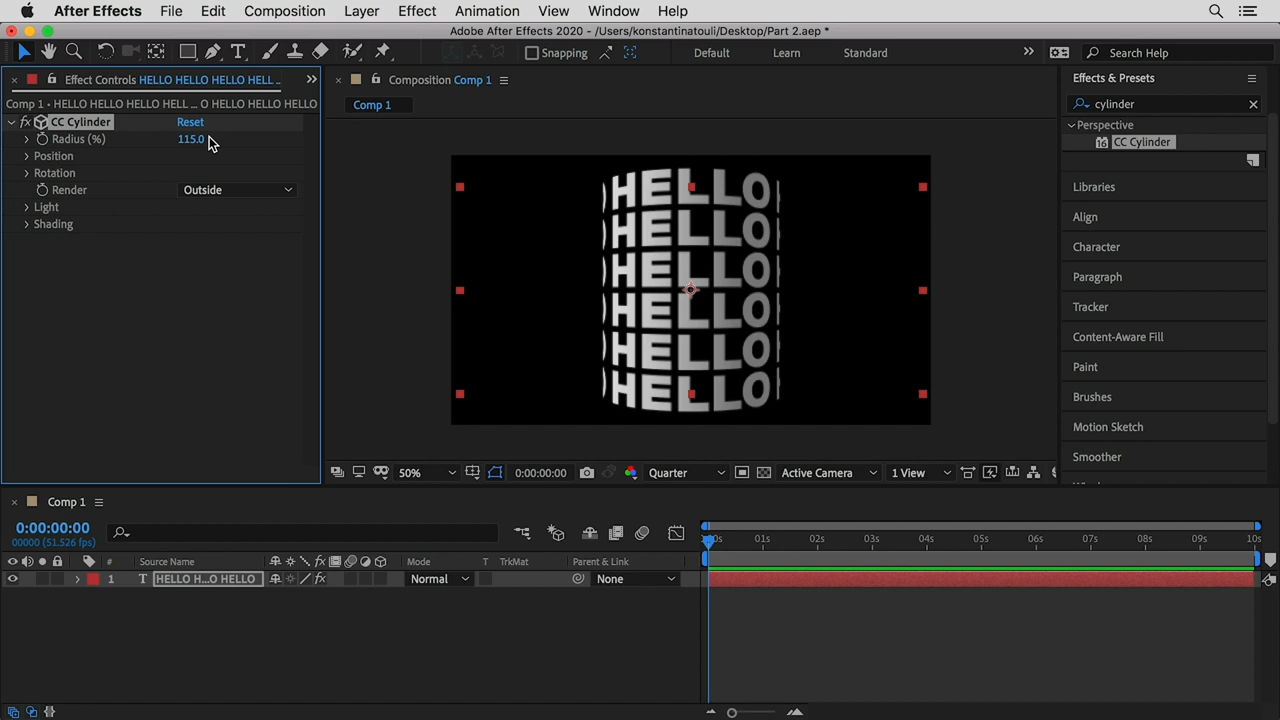 After Effects File Edit Composition Layer Effect Animation View Window Help
Adobe After Effects 2020 - /Users/konstantinatouli/Desktop/Part 2.aep *
Snapping Default Learn Standard Search Help
Effect Controls HELLO HELLO HELLO HELL ..
Composition Comp 1
Effects & Presets
Comp 1 • HELLO HELLO HELLO HELL ... O HELLO HELLO HELLO
Comp 1
cylinder
fx CC Cylinder Reset
Perspective
Radius (%) 115.0
16 CC Cylinder
Position
Rotation
Render Outside
Light
Shading
HELLO
HELLO
HELLO
HELLO
HELLO
HELLO
Libraries
Align
Character
Paragraph
Tracker
Content-Aware Fill
Paint
Brushes
Motion Sketch
Smoother
50% 0:00:00:00 Quarter Active Camera 1 View
Comp 1
0:00:00:00
00000 (51.526 fps)
01s 02s 03s 04s 05s 06s 07s 08s 09s 10s
# Source Name fx Mode T TrkMat Parent & Link
1 T HELLO H...O HELLO fx Normal None